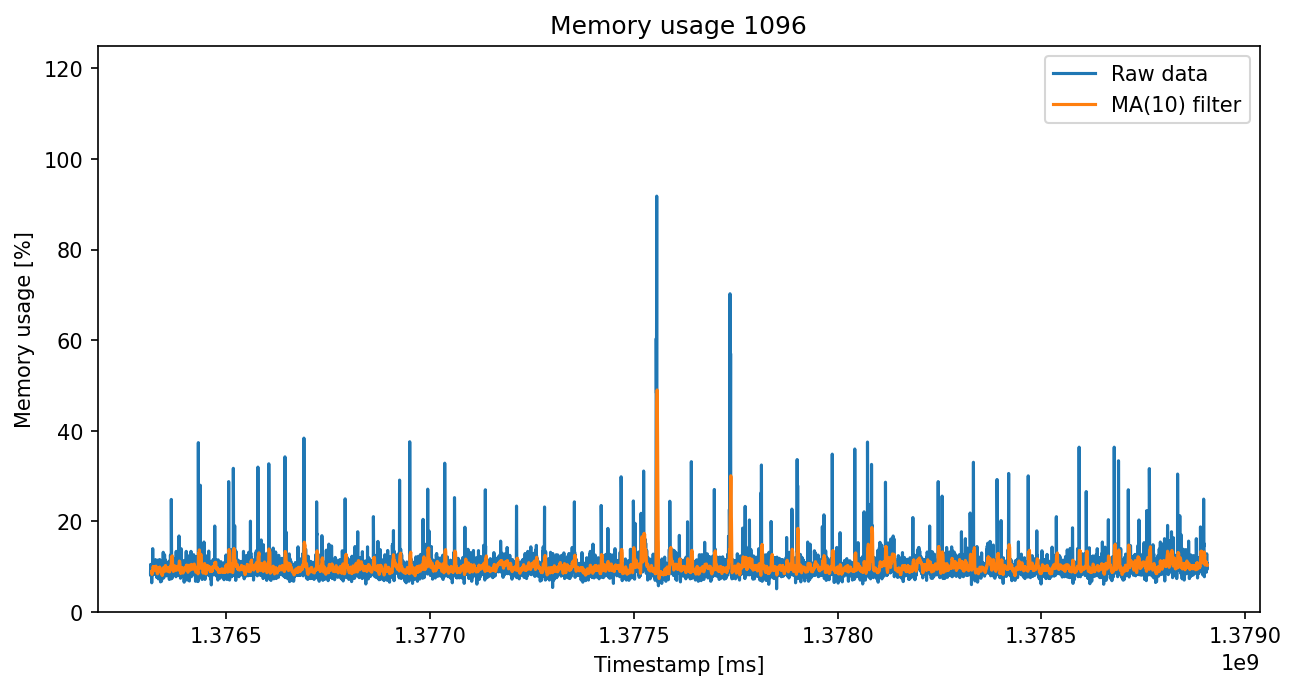 Memory usage 1096
Raw data
MA(10) filter
Memory usage [%]
120
100
80
60
40
20
0
1.3765 1.3770 1.3775 1.3780 1.3785 1.3790
1e9
Timestamp [ms]